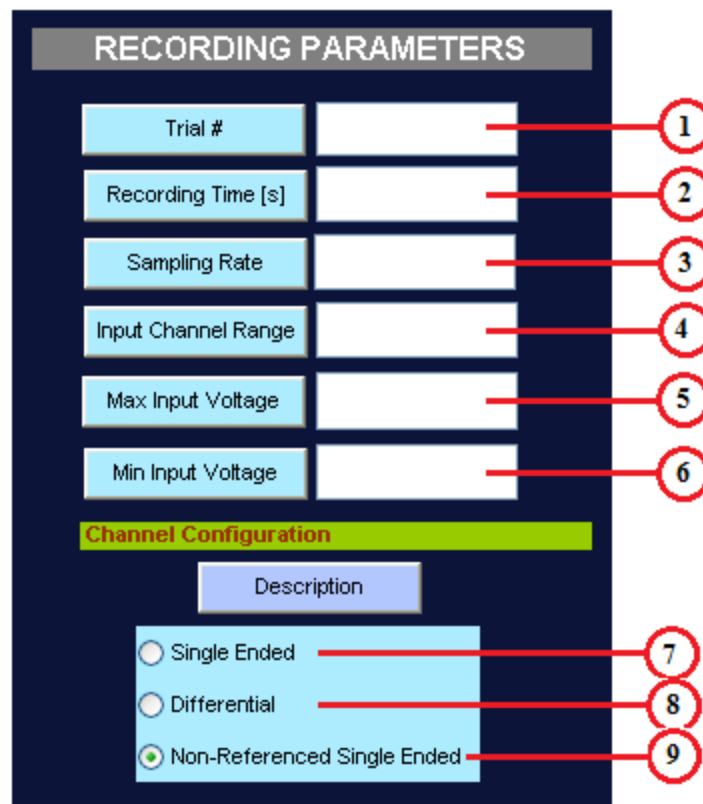 RECORDING PARAMETERS
Trial # 1
Recording Time [s] 2
Sampling Rate 3
Input Channel Range 4
Max Input Voltage 5
Min Input Voltage 6
Channel Configuration
Description
Single Ended 7
Differential 8
Non-Referenced Single Ended 9